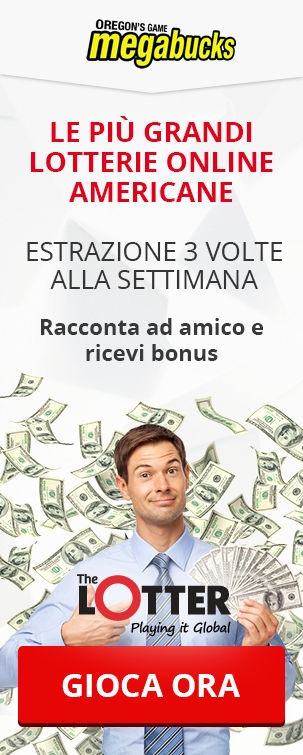 OREGON'S GAME
megabucks
LE PIÙ GRANDI
LOTTERIE ONLINE
AMERICANE
ESTRAZIONE 3 VOLTE
ALLA SETTIMANA
Racconta ad amico e
ricevi bonus
The
LOTTER
Playing it Global
GIOCA ORA